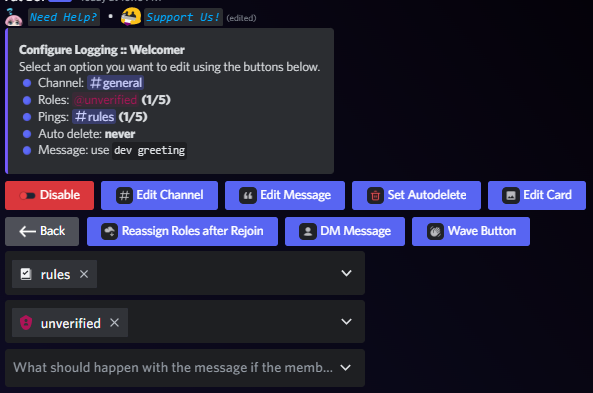 Need Help? • Support Us! (edited)
Configure Logging :: Welcomer
Select an option you want to edit using the buttons below.
Channel: #general
Roles: @unverified (1/5)
Pings: #rules (1/5)
Auto delete: never
Message: use dev greeting
Disable # Edit Channel Edit Message Set Autodelete Edit Card
Back Reassign Roles after Rejoin DM Message Wave Button
rules ×
unverified ×
What should happen with the message if the memb...